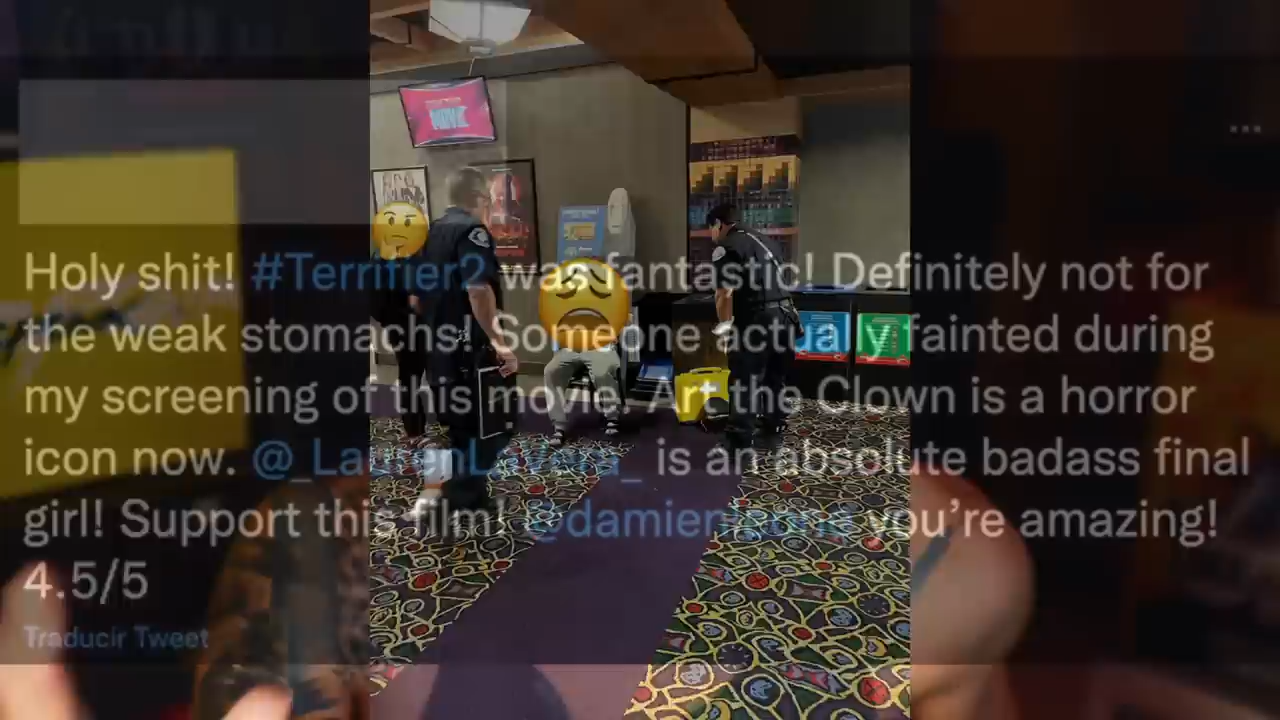 Holy shit! #Terrifier2 was fantastic! Definitely not for
the weak stomachs! Someone actually fainted during
my screening of this movie. Art the Clown is a horror
icon now. @_LaurenLavera_ is an absolute badass final
girl! Support this film! you’re amazing!
4.5/5
Traducir Tweet